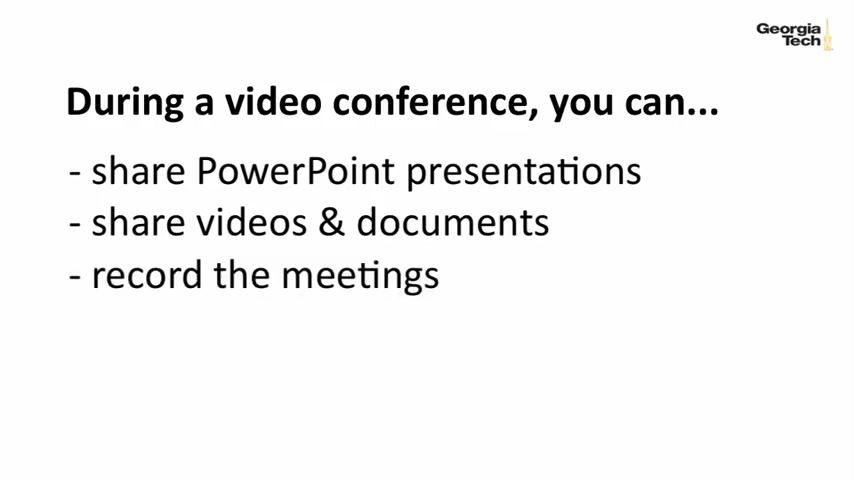 Georgia
Tech
During a video conference, you can...
- share PowerPoint presentations
- share videos & documents
- record the meetings